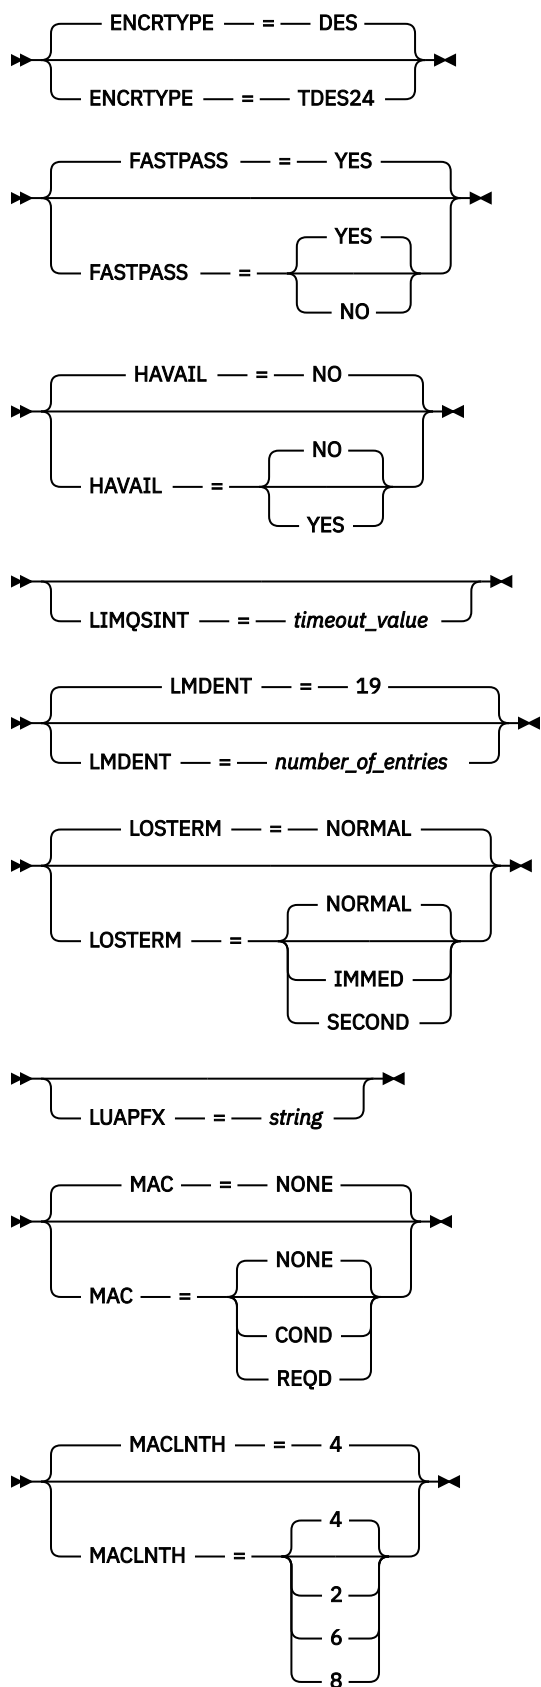 ENCRTYPE = DES
ENCRTYPE = TDES24
FASTPASS = YES
YES
FASTPASS =
NO
HAVAIL = NO
NO
HAVAIL =
YES
LIMQSINT = timeout_value
LMDENT = 19
LMDENT = number_of_entries
LOSTERM = NORMAL
NORMAL
LOSTERM =
IMMED
SECOND
LUAPFX = string
MAC = NONE
NONE
MAC =
COND
REQD
MACLNTH = 4
4
MACLNTH =
2
6
8